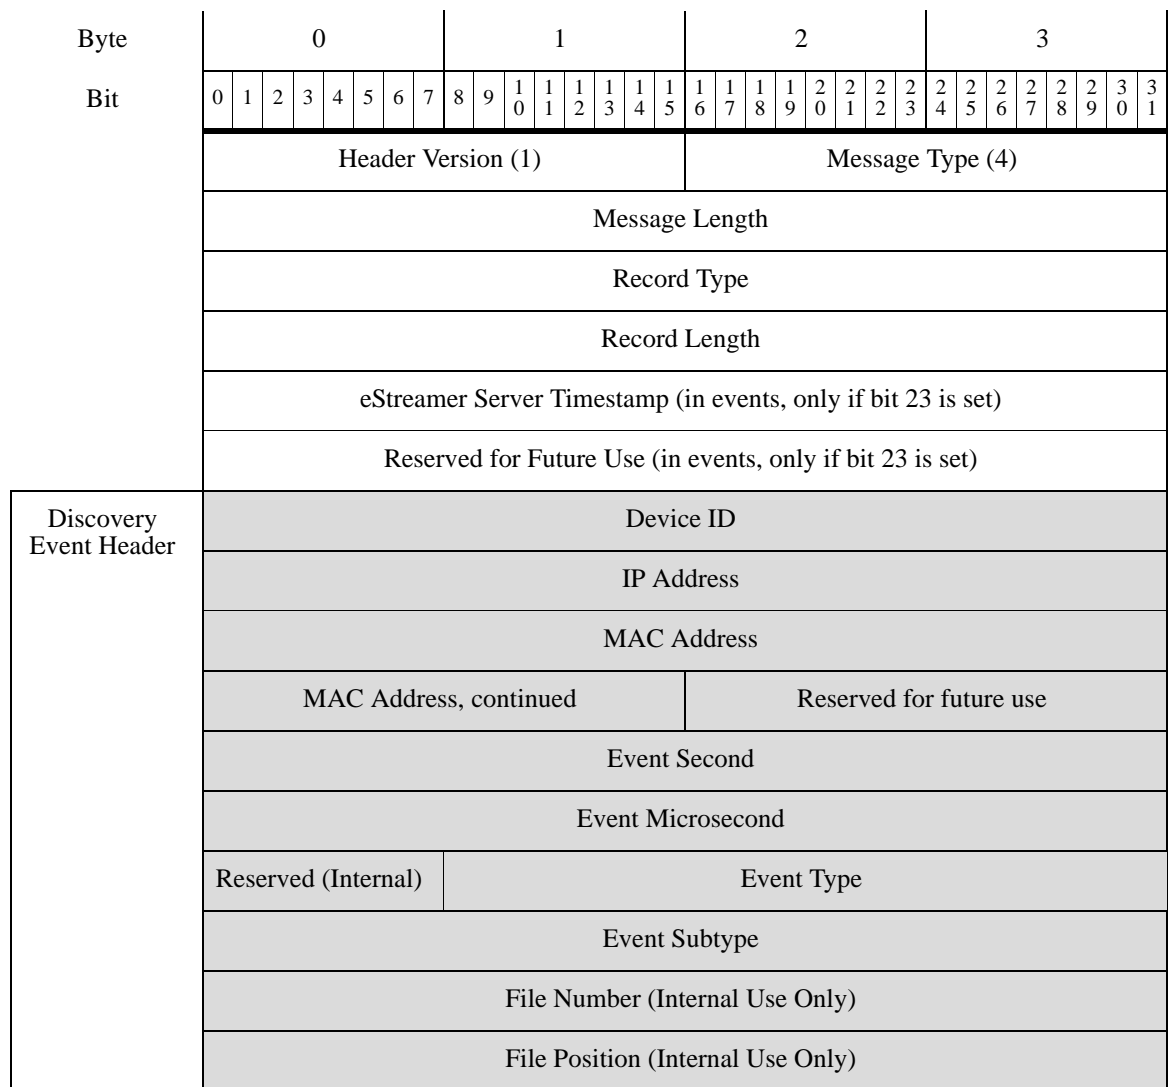 Byte 0 1 2 3
Bit 0 1 2 3 4 5 6 7 8 9 10 11 12 13 14 15 16 17 18 19 20 21 22 23 24 25 26 27 28 29 30 31
Header Version (1) Message Type (4)
Message Length
Record Type
Record Length
eStreamer Server Timestamp (in events, only if bit 23 is set)
Reserved for Future Use (in events, only if bit 23 is set)
Discovery
Event Header
Device ID
IP Address
MAC Address
MAC Address, continued Reserved for future use
Event Second
Event Microsecond
Reserved (Internal) Event Type
Event Subtype
File Number (Internal Use Only)
File Position (Internal Use Only)